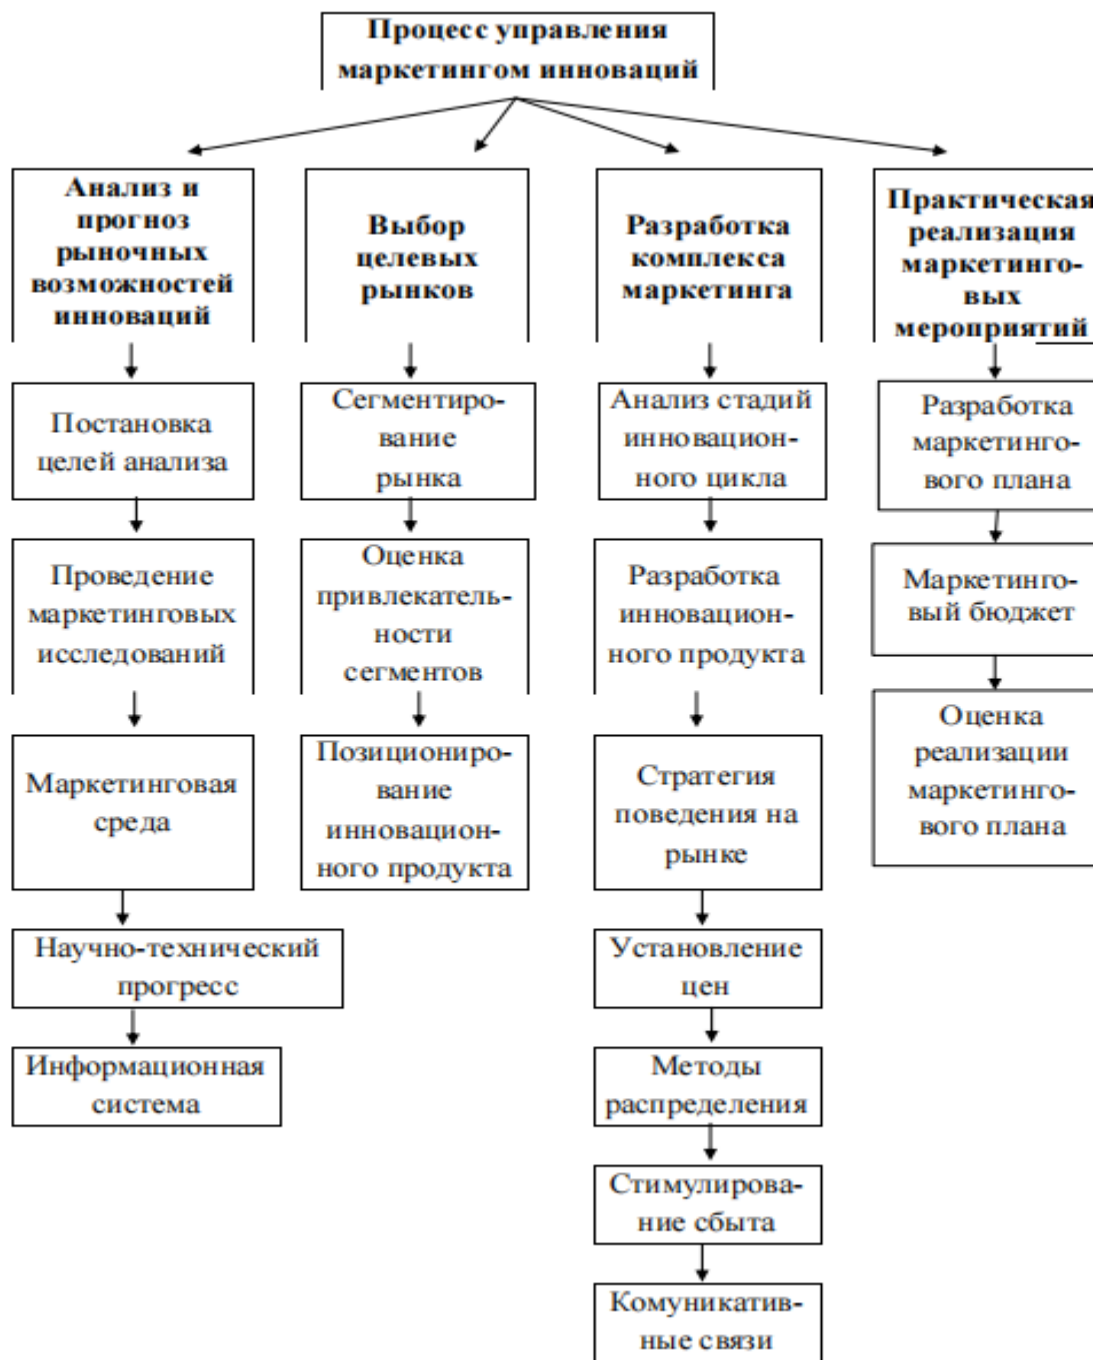 Процесс управления
маркетингом инноваций
Анализ и
прогноз
рыночных
возможностей
инноваций
Выбор
целевых
рынков
Разработка
комплекса
маркетинга
Практическая
реализация
маркетинго-
вых
мероприятий
Постановка
целей анализа
Сегментиро-
вание
рынка
Анализ стадий
инновацион-
ного цикла
Разработка
маркетинго-
вого плана
Проведение
маркетинговых
исследований
Оценка
привлекатель-
ности
сегментов
Разработка
инновацион-
ного продукта
Маркетинго-
вый бюджет
Маркетинговая
среда
Позициониро-
вание
инновацион-
ного продукта
Стратегия
поведения на
рынке
Оценка
реализации
маркетинго-
вого плана
Научно-технический
прогресс
Установление
цен
Информационная
система
Методы
распределения
Стимулирова-
ние сбыта
Комуникатив-
ные связи